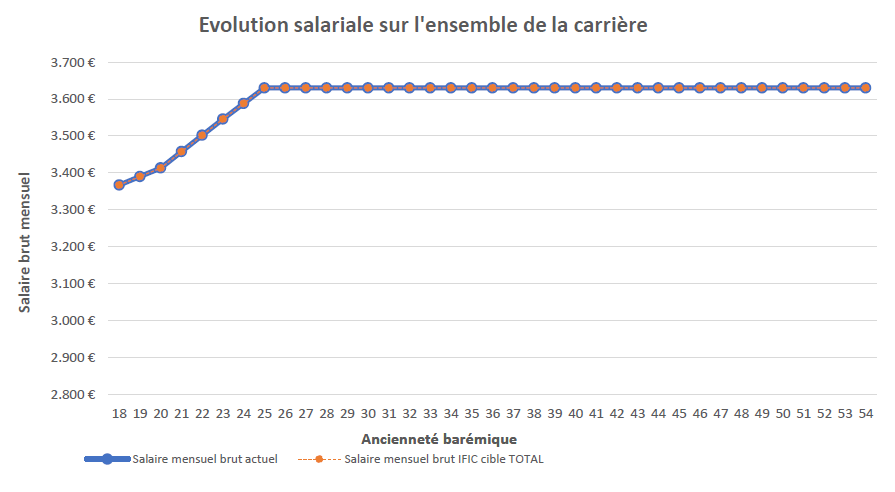 Evolution salariale sur l'ensemble de la carrière
Salaire brut mensuel
3.700 €
3.600 €
3.500 €
3.400 €
3.300 €
3.200 €
3.100 €
3.000 €
2.900 €
2.800 €
18 19 20 21 22 23 24 25 26 27 28 29 30 31 32 33 34 35 36 37 38 39 40 41 42 43 44 45 46 47 48 49 50 51 52 53 54
Ancienneté barémique
Salaire mensuel brut actuel Salaire mensuel brut IFIC cible TOTAL